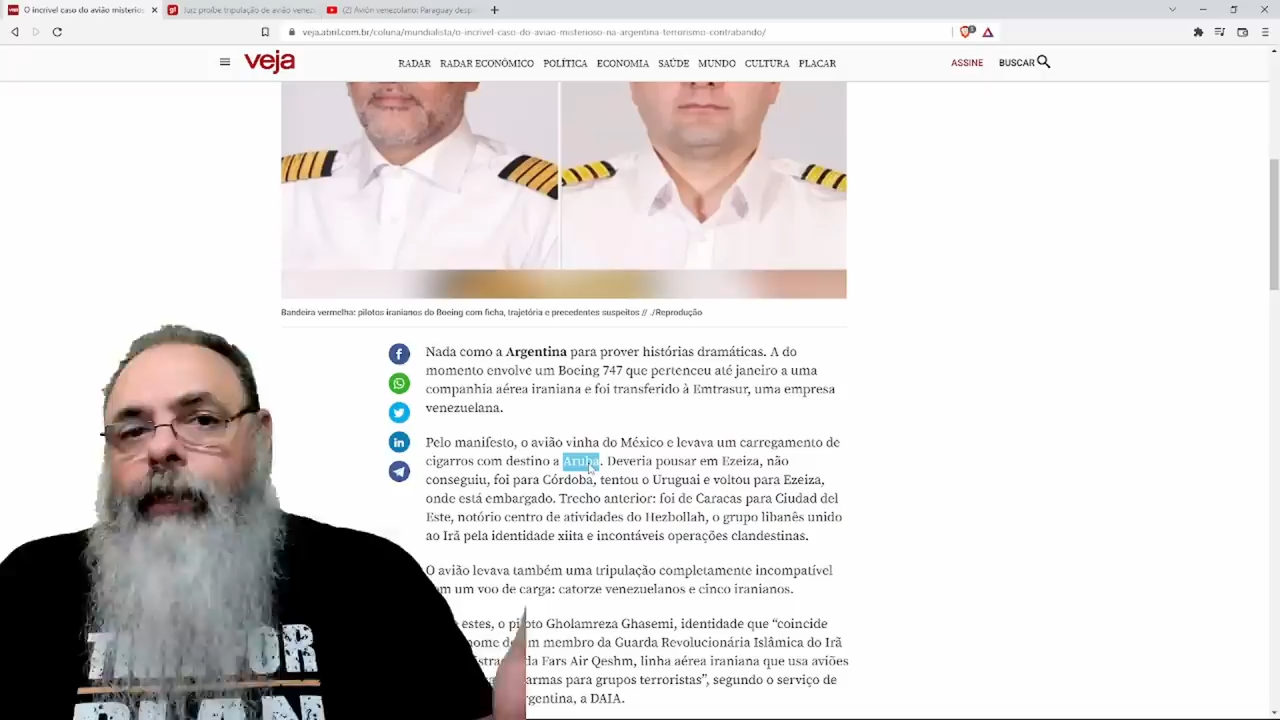 O incrível caso do avião misterios
Juiz proíbe tripulação de avião venez
(2) Avión venezolano: Paraguay desp
veja.abril.com.br/coluna/mundialista/o-incrivel-caso-do-aviao-misterioso-na-argentina-terrorismo-contrabando/
veja
RADAR RADAR ECONÔMICO POLÍTICA ECONOMIA SAÚDE MUNDO CULTURA PLACAR
ASSINE BUSCAR
Bandeira vermelha: pilotos iranianos do Boeing com ficha, trajetória e precedentes suspeitos // ./Reprodução
Nada como a Argentina para prover histórias dramáticas. A do
momento envolve um Boeing 747 que pertenceu até janeiro a uma
companhia aérea iraniana e foi transferido à Emtrasur, uma empresa
venezuelana.
Pelo manifesto, o avião vinha do México e levava um carregamento de
cigarros com destino a Aruba. Deveria pousar em Ezeiza, não
conseguiu, foi para Córdoba, tentou o Uruguai e voltou para Ezeiza,
onde está embargado. Trecho anterior: foi de Caracas para Ciudad del
Este, notório centro de atividades do Hezbollah, o grupo libanês unido
ao Irã pela identidade xiita e incontáveis operações clandestinas.
O avião levava também uma tripulação completamente incompatível
um voo de carga: catorze venezuelanos e cinco iranianos.
estes, o piloto Gholamreza Ghasemi, identidade que “coincide
nome de um membro da Guarda Revolucionária Islâmica do Irã
da Fars Air Qeshm, linha aérea iraniana que usa aviões
armas para grupos terroristas”, segundo o serviço de
gentina, a DAIA.